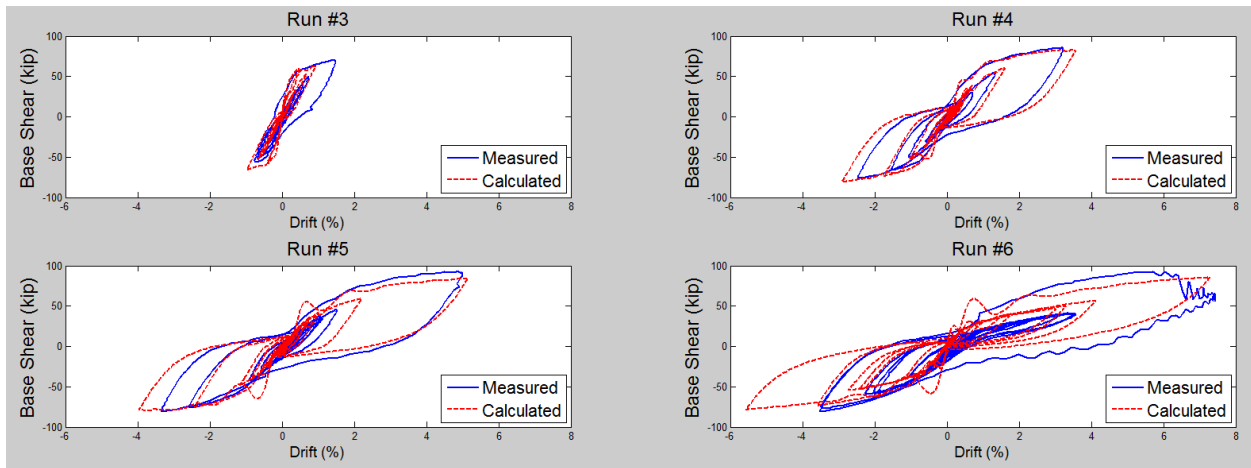 Run #3
100
50
0
-50
-100
Base Shear (kip)
-6
-4
-2
0
2
4
6
8
Drift (%)
Measured
Calculated
Run #4
100
50
0
-50
-100
Base Shear (kip)
-6
-4
-2
0
2
4
6
8
Drift (%)
Measured
Calculated
Run #5
100
50
0
-50
-100
Base Shear (kip)
-6
-4
-2
0
2
4
6
8
Drift (%)
Measured
Calculated
Run #6
100
50
0
-50
-100
Base Shear (kip)
-6
-4
-2
0
2
4
6
8
Drift (%)
Measured
Calculated